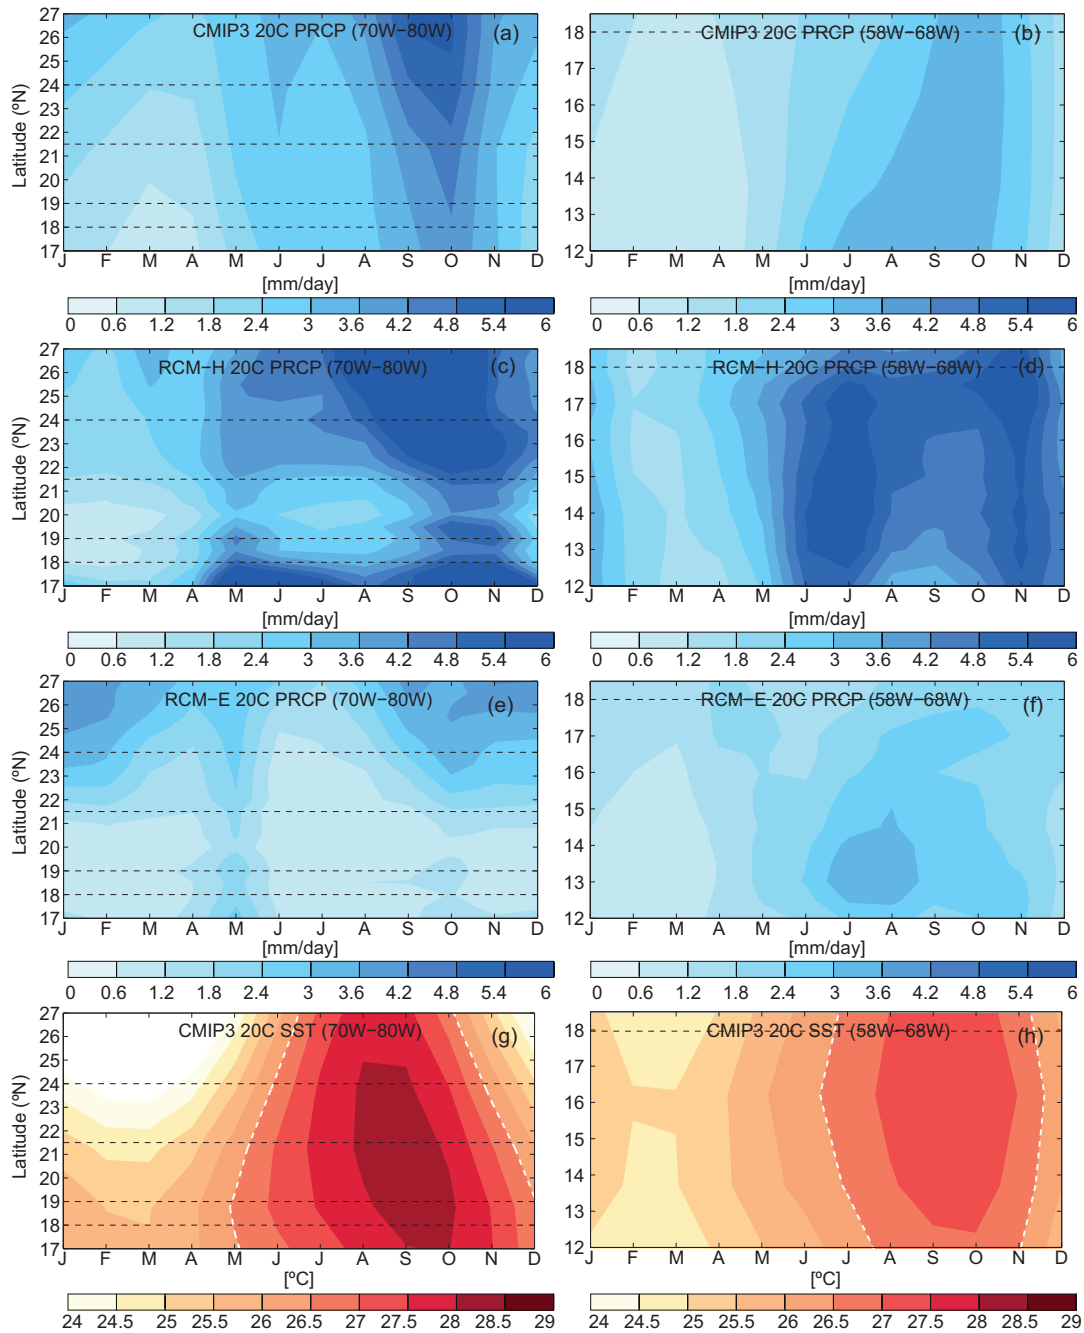 CMIP3 20C PRCP (70W−80W) (a)
27
26
25
24
23
22
21
20
19
18
17
Latitude (ºN)
J F M A M J J A S O N D
[mm/day]
0 0.6 1.2 1.8 2.4 3 3.6 4.2 4.8 5.4 6
CMIP3 20C PRCP (58W−68W) (b)
18
17
16
15
14
13
12
J F M A M J J A S O N D
[mm/day]
0 0.6 1.2 1.8 2.4 3 3.6 4.2 4.8 5.4 6
RCM−H 20C PRCP (70W−80W) (c)
27
26
25
24
23
22
21
20
19
18
17
Latitude (ºN)
J F M A M J J A S O N D
[mm/day]
0 0.6 1.2 1.8 2.4 3 3.6 4.2 4.8 5.4 6
RCM−H 20C PRCP (58W−68W) (d)
18
17
16
15
14
13
12
J F M A M J J A S O N D
[mm/day]
0 0.6 1.2 1.8 2.4 3 3.6 4.2 4.8 5.4 6
RCM−E 20C PRCP (70W−80W) (e)
27
26
25
24
23
22
21
20
19
18
17
Latitude (ºN)
J F M A M J J A S O N D
[mm/day]
0 0.6 1.2 1.8 2.4 3 3.6 4.2 4.8 5.4 6
RCM−E 20C PRCP (58W−68W) (f)
18
17
16
15
14
13
12
J F M A M J J A S O N D
[mm/day]
0 0.6 1.2 1.8 2.4 3 3.6 4.2 4.8 5.4 6
CMIP3 20C SST (70W−80W) (g)
27
26
25
24
23
22
21
20
19
18
17
Latitude (ºN)
J F M A M J J A S O N D
[ºC]
24 24.5 25 25.5 26 26.5 27 27.5 28 28.5 29
CMIP3 20C SST (58W−68W) (h)
18
17
16
15
14
13
12
J F M A M J J A S O N D
[ºC]
24 24.5 25 25.5 26 26.5 27 27.5 28 28.5 29